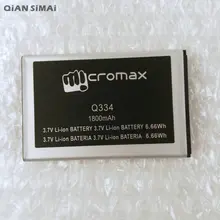 QiAN SiMAi
micromax
Q334
1800mAh
3.7V Li-ion BATTERY 3.7V Li-ion BATTERY 6.66Wh
3.7V Li-ion BATERIA 3.7V Li-ion BATERIA 6.66Wh